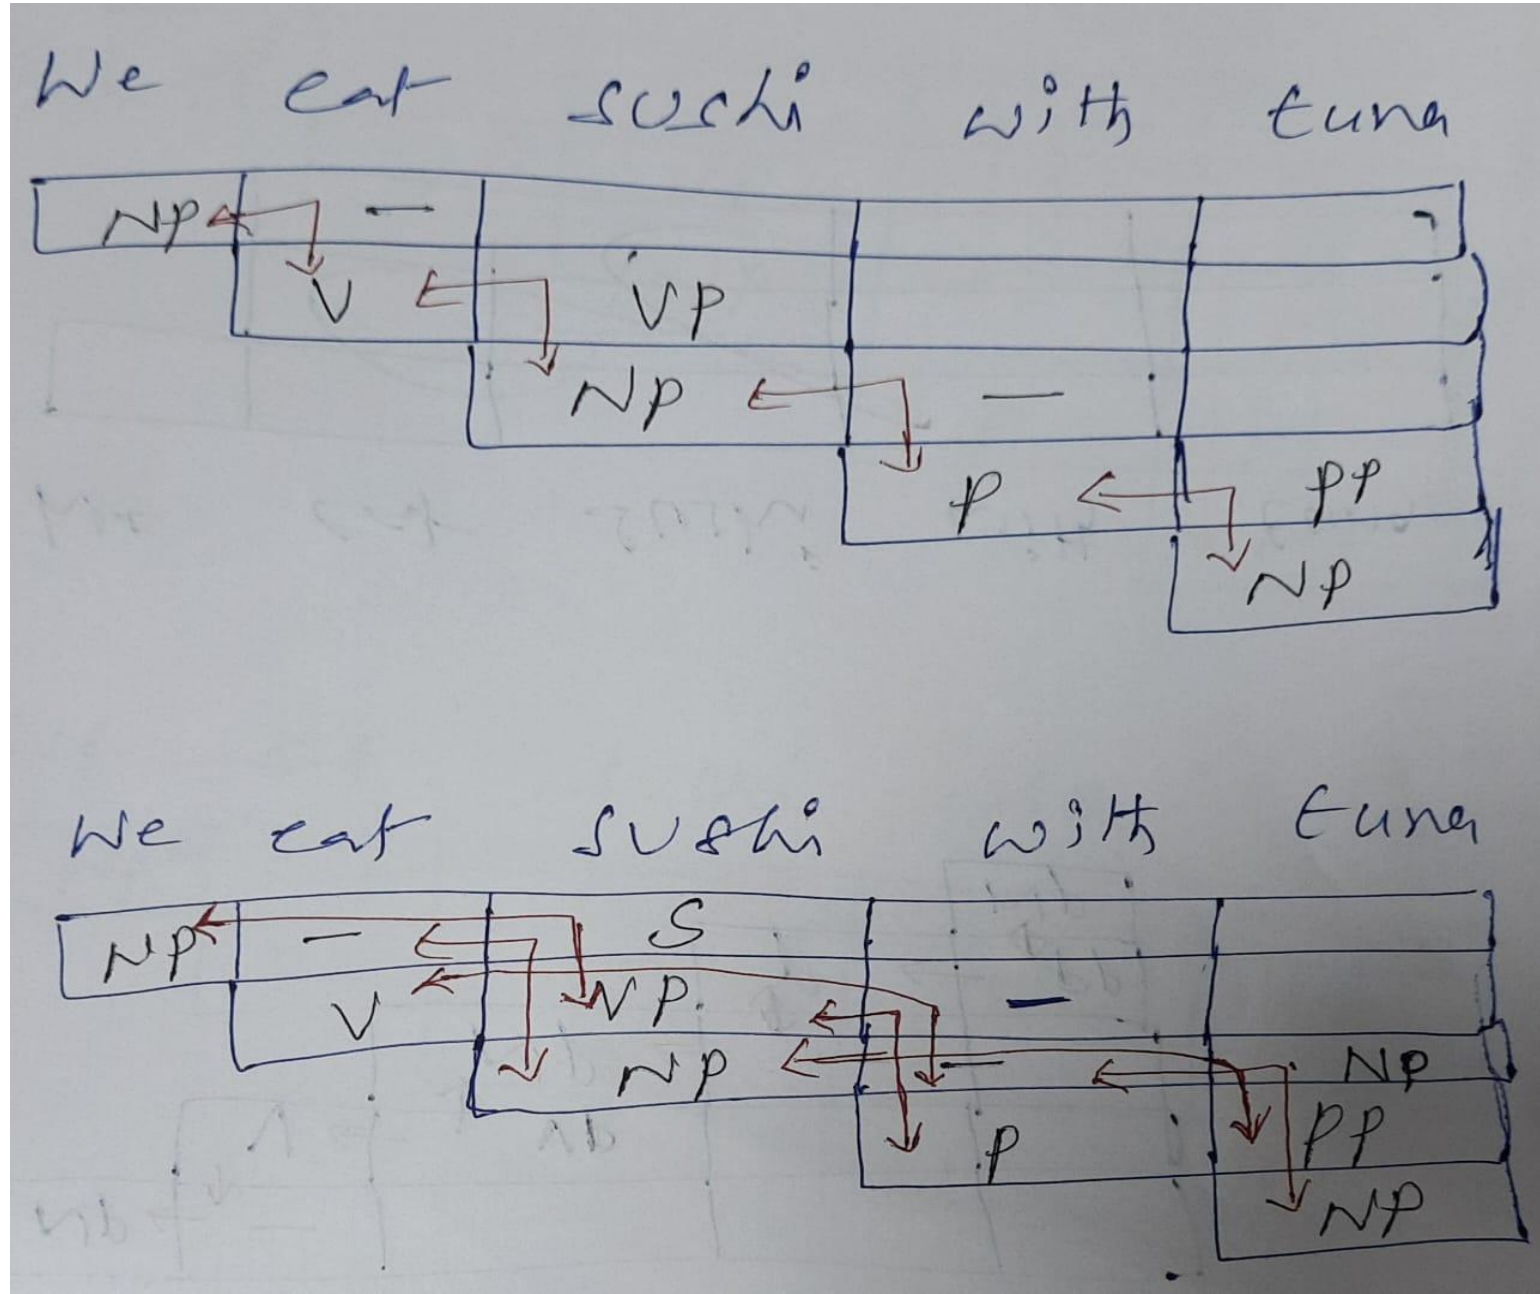 We eat sushi with tuna
NP —
V VP
NP —
P PP
NP
We eat sushi with tuna
NP — S
V NP —
NP — NP
P PP
NP